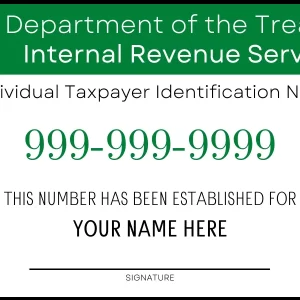 Department of the Trea
Internal Revenue Serv
ividual Taxpayer Identification N
999-999-9999
THIS NUMBER HAS BEEN ESTABLISHED FOR
YOUR NAME HERE
SIGNATURE